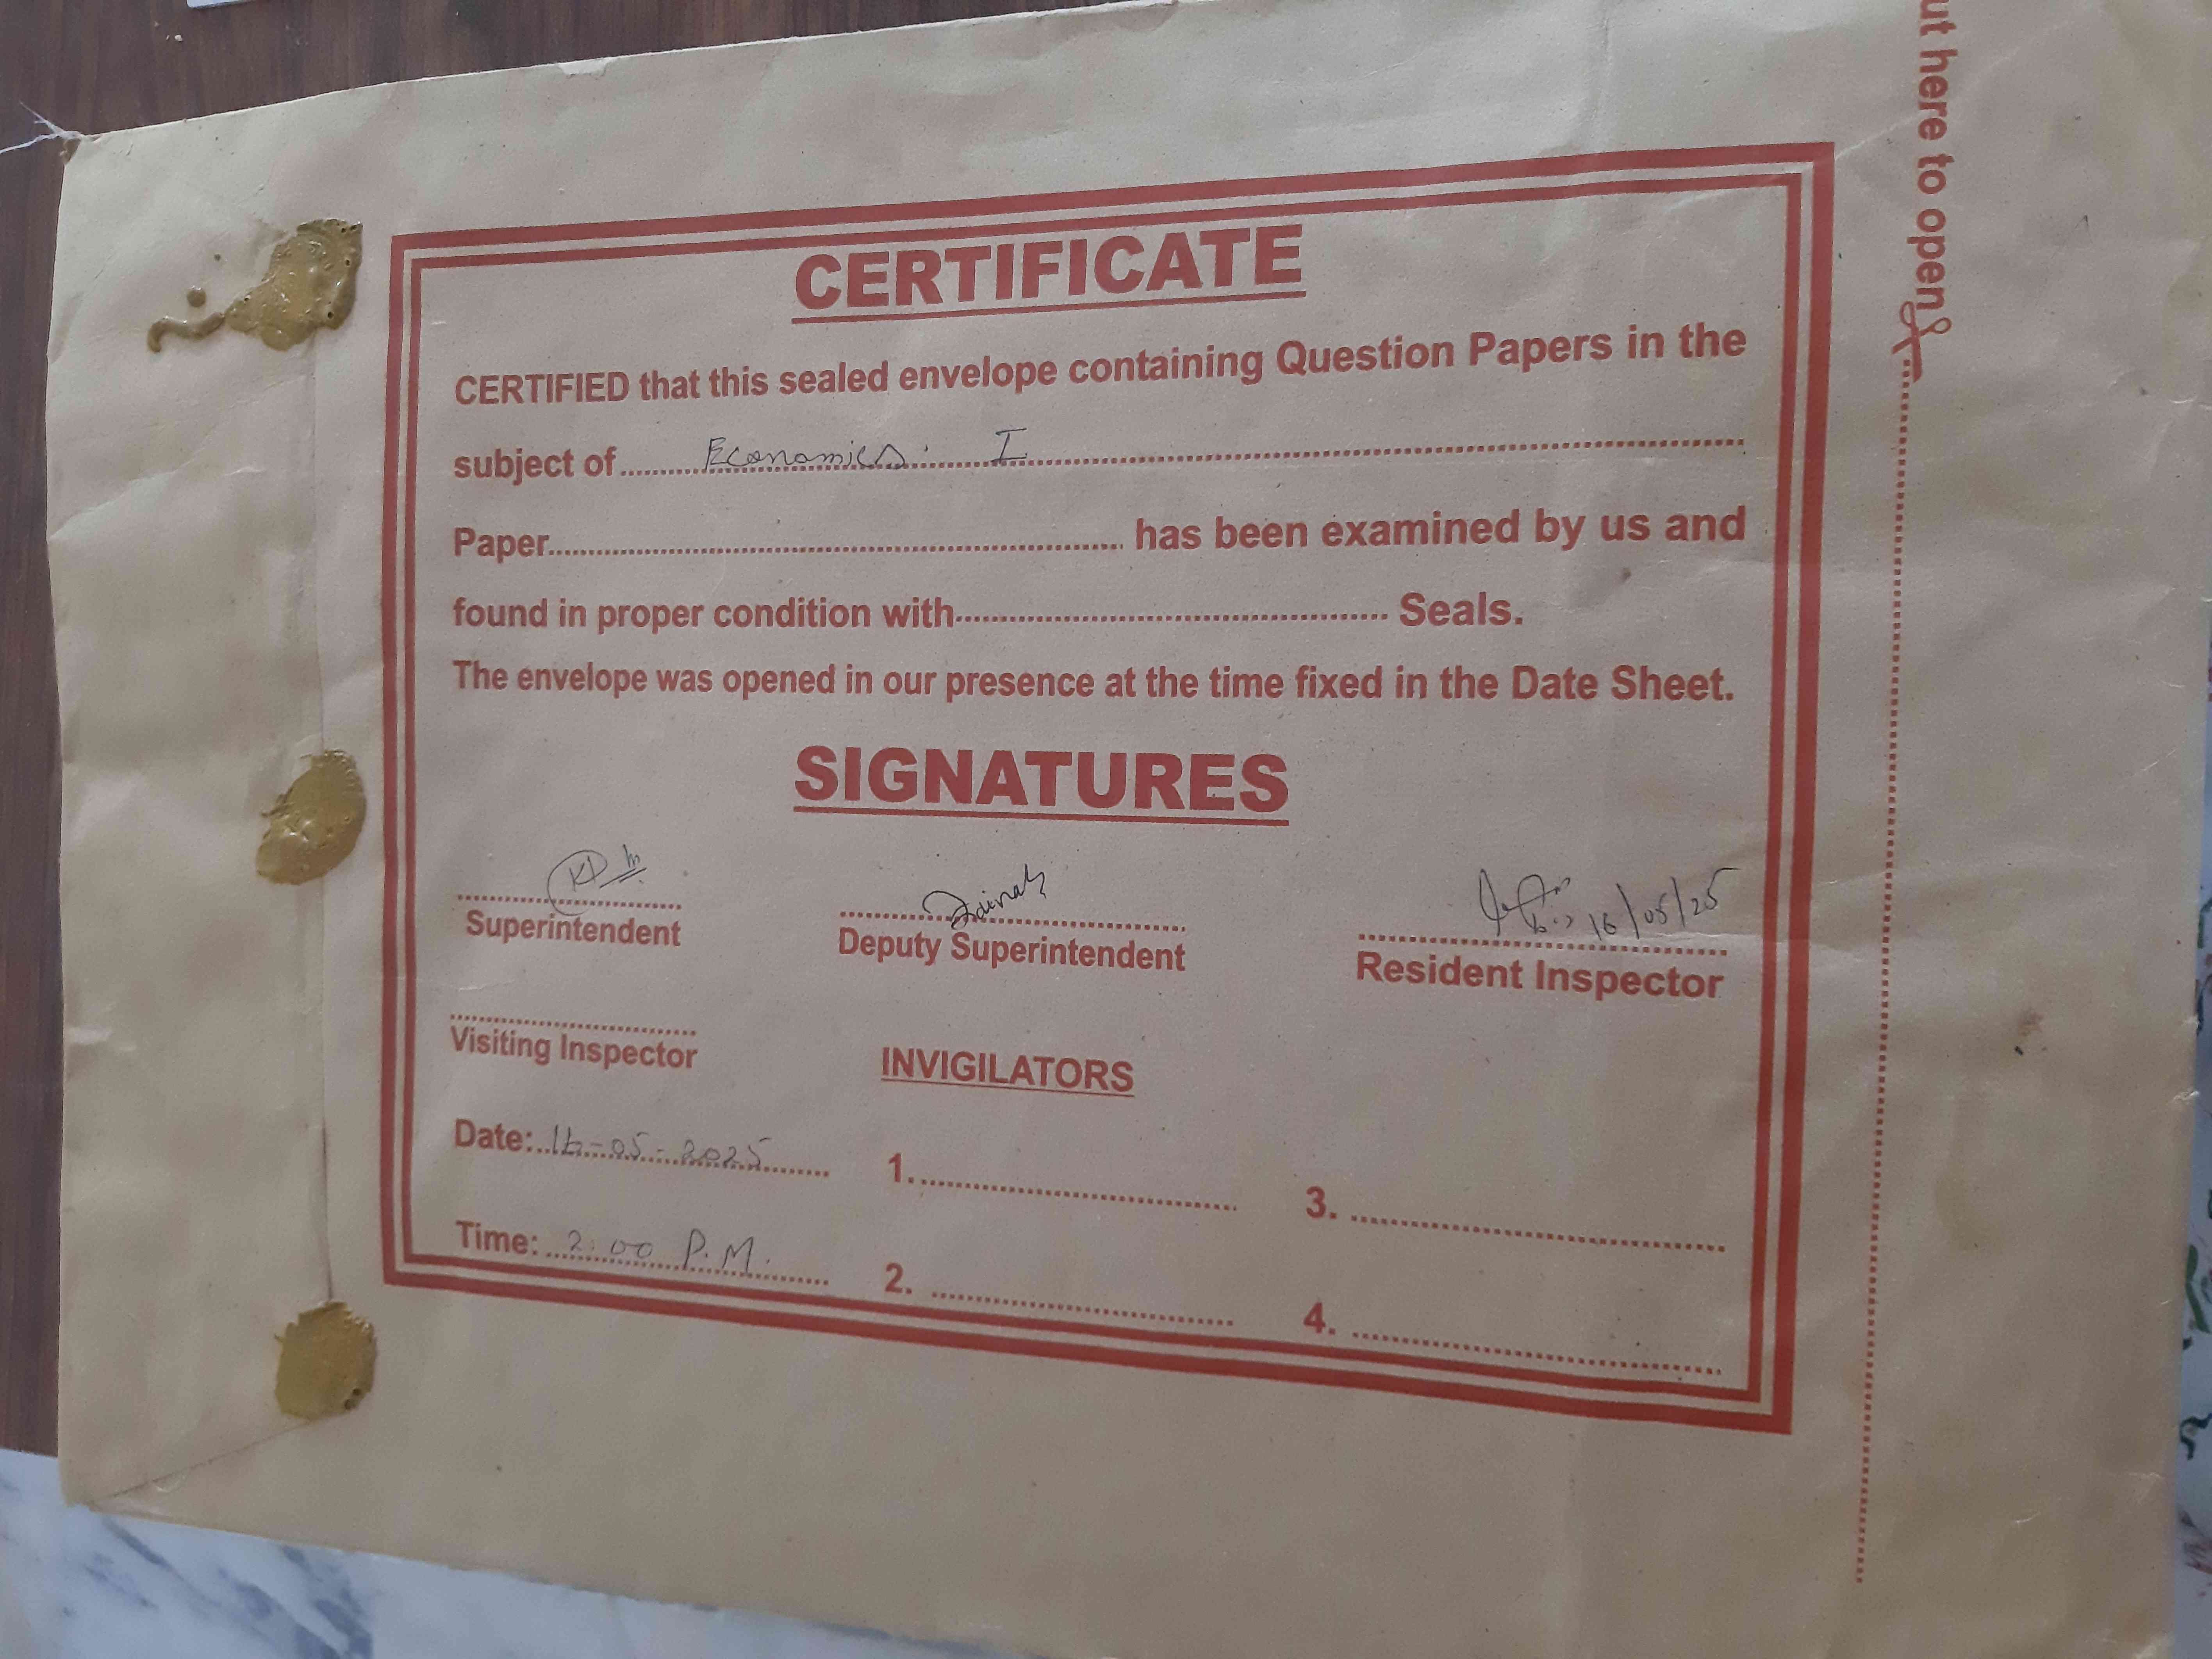 ut here to open
CERTIFICATE
CERTIFIED that this sealed envelope containing Question Papers in the
subject of.......... Economics I ..........
Paper.......... has been examined by us and
found in proper condition with.......... Seals.
The envelope was opened in our presence at the time fixed in the Date Sheet.
SIGNATURES
Zainab 16/05/25
Superintendent Deputy Superintendent Resident Inspector
Visiting Inspector
INVIGILATORS
Date: 16-05-2025 1. 3.
Time: 2:00 P.M. 2. 4.